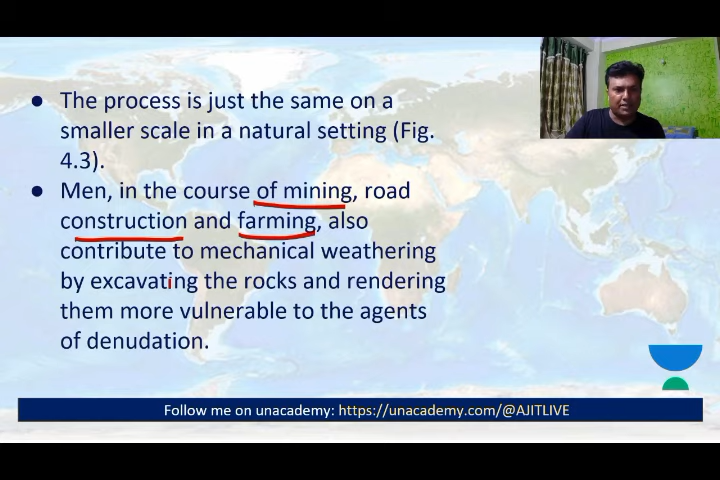 ● The process is just the same on a
smaller scale in a natural setting (Fig.
4.3).
● Men, in the course of mining, road
construction and farming, also
contribute to mechanical weathering
by excavating the rocks and rendering
them more vulnerable to the agents
of denudation.
Follow me on unacademy: https://unacademy.com/@AJITLIVE